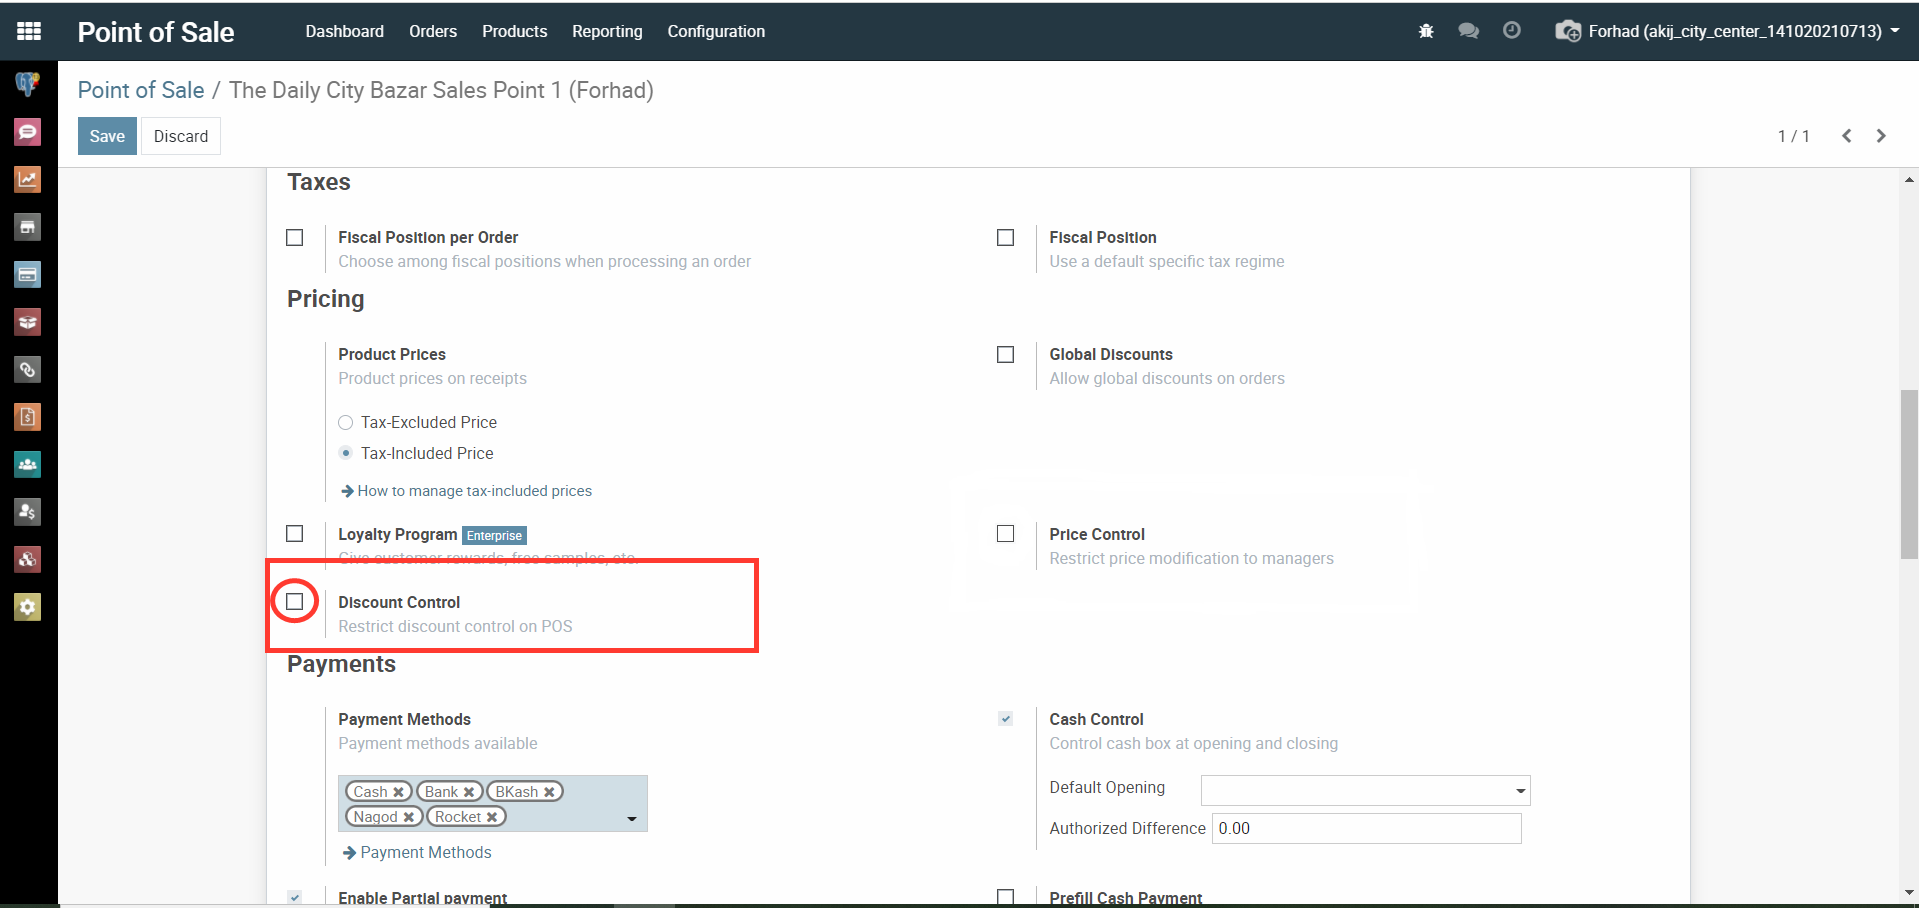 Point of Sale Dashboard Orders Products Reporting Configuration Forhad (akij_city_center_141020210713)
Point of Sale / The Daily City Bazar Sales Point 1 (Forhad)
Save Discard 1 / 1
Taxes
Fiscal Position per Order
Choose among fiscal positions when processing an order
Fiscal Position
Use a default specific tax regime
Pricing
Product Prices
Product prices on receipts
Tax-Excluded Price
Tax-Included Price
How to manage tax-included prices
Global Discounts
Allow global discounts on orders
Loyalty Program Enterprise
Give customer rewards, free samples, etc.
Price Control
Restrict price modification to managers
Discount Control
Restrict discount control on POS
Payments
Payment Methods
Payment methods available
Cash Bank BKash
Nagod Rocket
Payment Methods
Cash Control
Control cash box at opening and closing
Default Opening
Authorized Difference 0.00
Enable Partial payment
Prefill Cash Payment